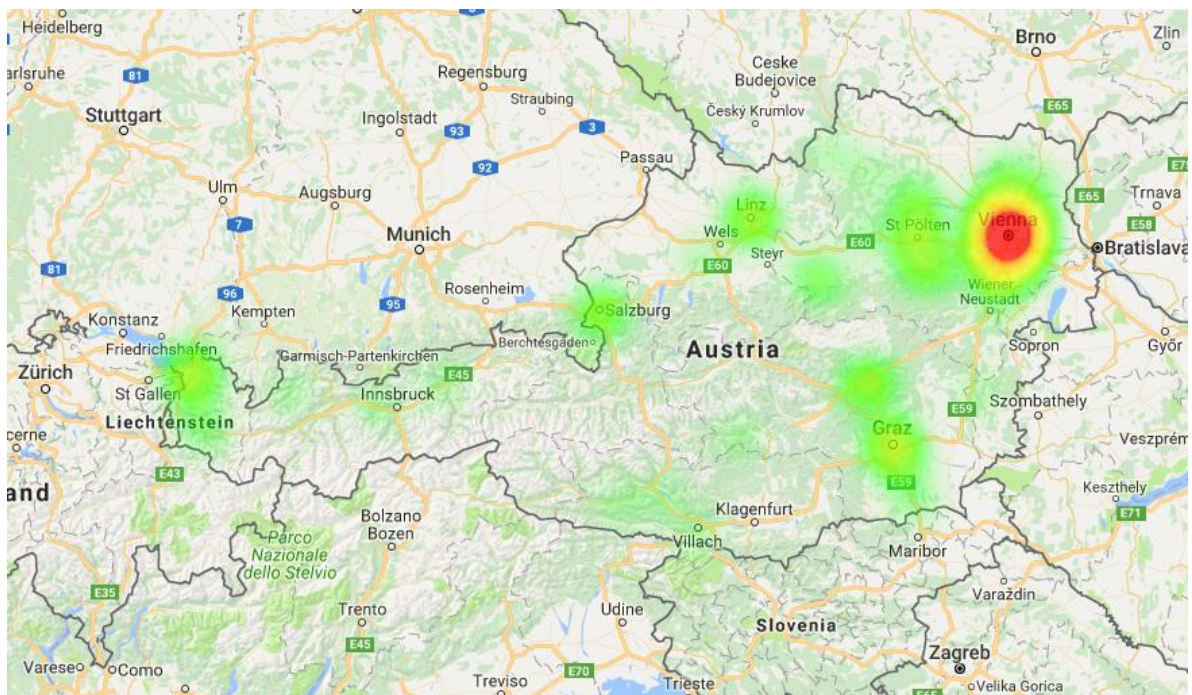 Heidelberg
arlsruhe
81
Stuttgart
Regensburg
Straubing
Ingolstadt
93
3
92
Passau
Ceske
Budejovice
Český Krumlov
Brno
Zlin
E65
E75
E65
Trnava
E58
Bratislava
Ulm
Augsburg
7
Munich
Linz
Wels
Steyr
E60
E60
St Pölten
Vienna
Wiener
Neustadt
81
96
95
Rosenheim
Salzburg
Berchtesgaden
Konstanz
Friedrichshafen
Kempten
Garmisch-Partenkirchen
Zürich
St Gallen
Liechtenstein
Innsbruck
E45
Austria
Sopron
Győr
E59
Szombathely
Graz
E59
Veszprém
Keszthely
E71
cerne
E43
and
Bolzano
Bozen
Parco
Nazionale
dello Stelvio
Klagenfurt
Villach
Maribor
Varaždin
E35
Trento
E45
Udine
Slovenia
Zagreb
Varese
Como
E70
Treviso
Trieste
E65
Velika Gorica